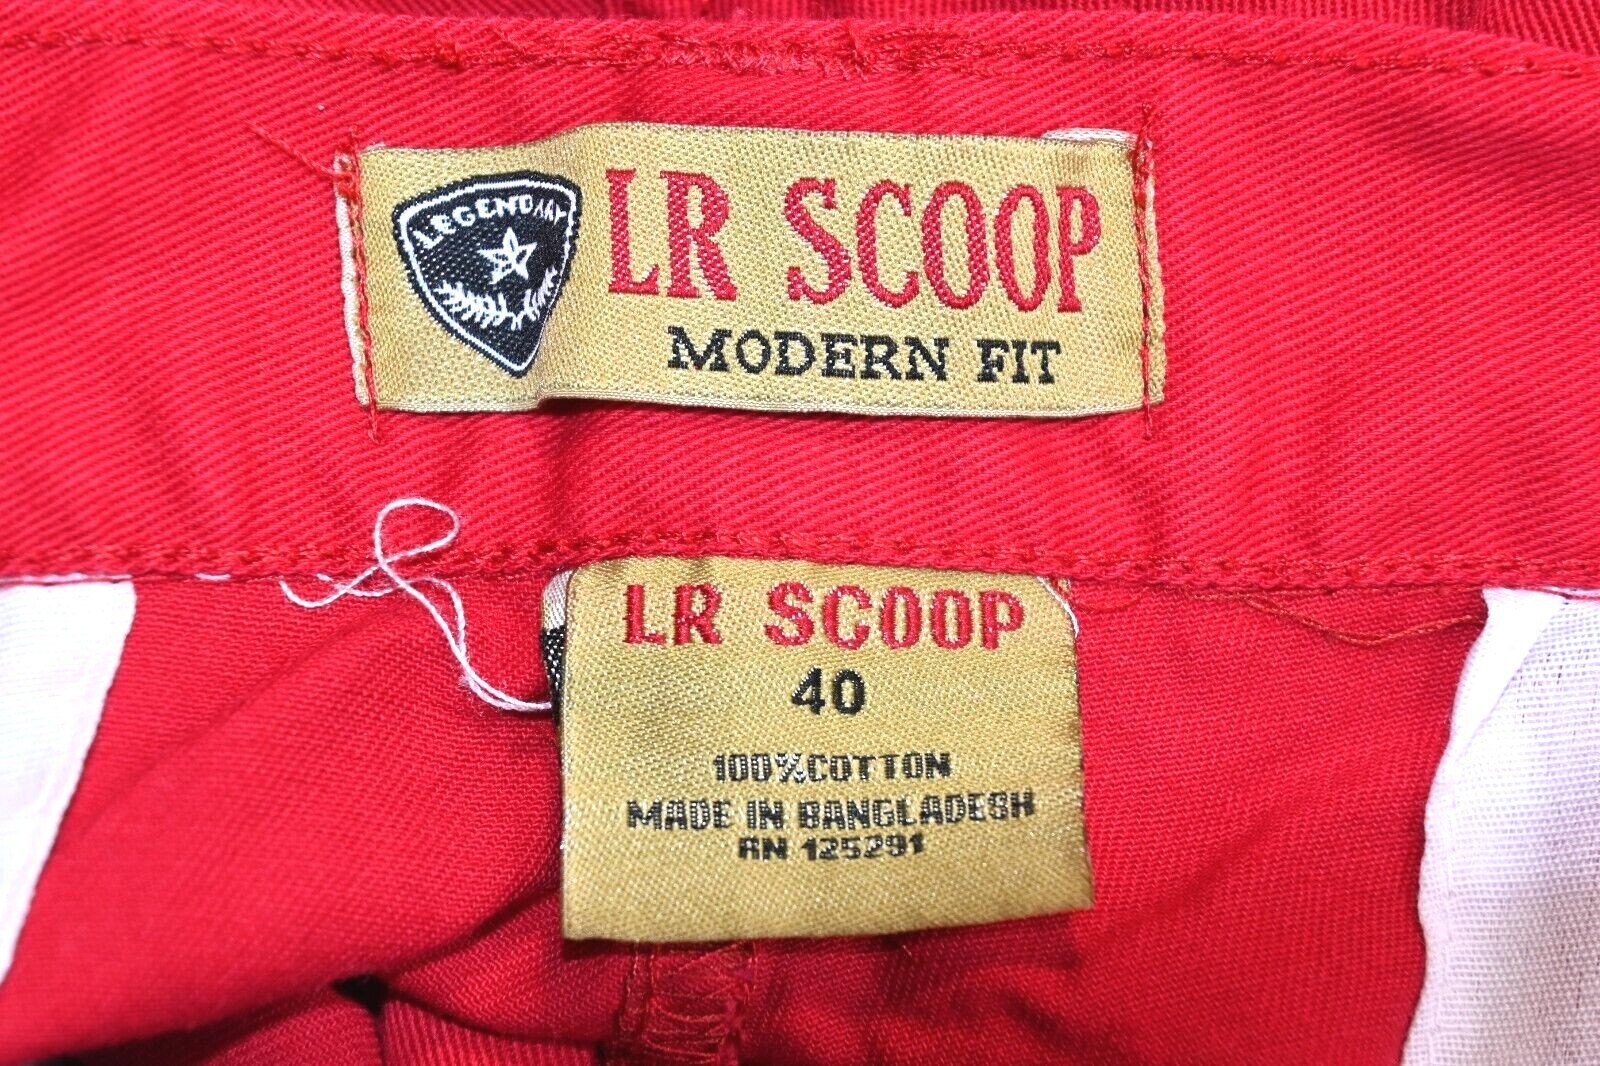 LEGENDARY
LR SCOOP
MODERN FIT
LR SCOOP
40
100%COTTON
MADE IN BANGLADESH
RN 125291